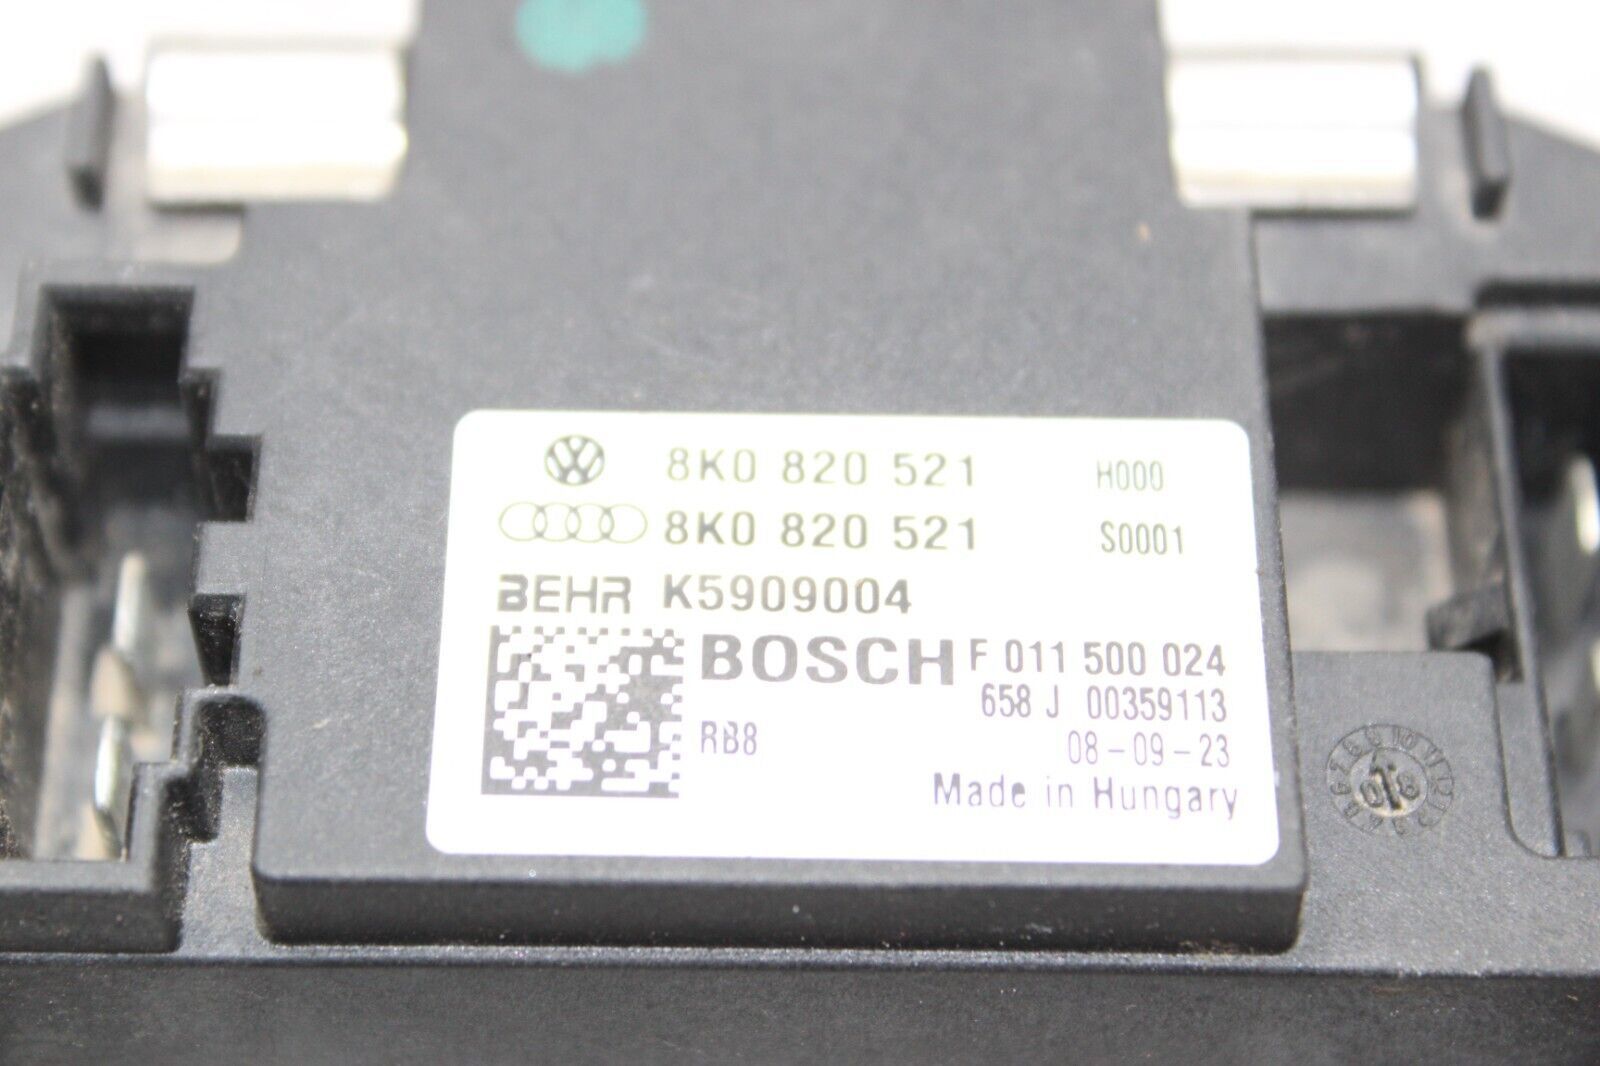 8K0 820 521 H000
8K0 820 521 S0001
BEHR K5909004
BOSCH F 011 500 024
658 J 00359113
RB8 08-09-23
Made in Hungary